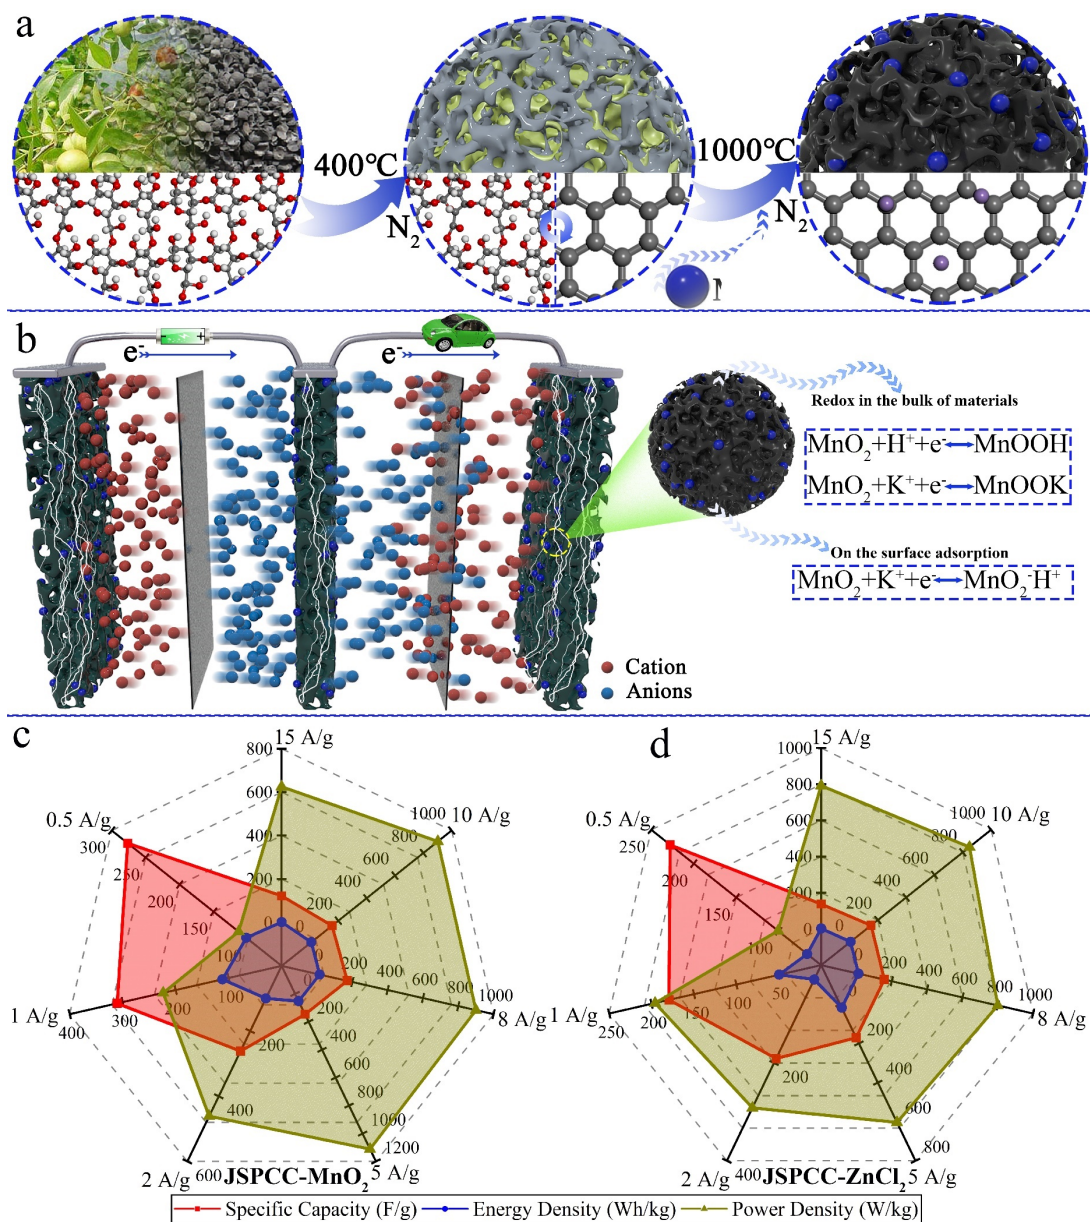 a
400℃
N2
1000℃
N2
b
- +
e-
e-
Redox in the bulk of materials
MnO2+H++e-↔MnOOH
MnO2+K++e-↔MnOOK
On the surface adsorption
MnO2+K++e-↔MnO2-H+
Cation
Anions
c
15 A/g
800
600
400
200
0
10 A/g
1000
800
600
400
200
0
8 A/g
1000
800
600
400
200
0
5 A/g
1200
1000
800
600
400
200
0
2 A/g
600
400
200
1 A/g
400
300
200
100
0.5 A/g
300
250
200
150
100
JSPCC-MnO2
d
15 A/g
1000
800
600
400
200
0
10 A/g
1000
800
600
400
200
0
8 A/g
1000
800
600
400
200
0
5 A/g
800
600
400
200
2 A/g
400
200
1 A/g
250
200
150
100
50
0.5 A/g
250
200
150
100
JSPCC-ZnCl2
Specific Capacity (F/g) Energy Density (Wh/kg) Power Density (W/kg)